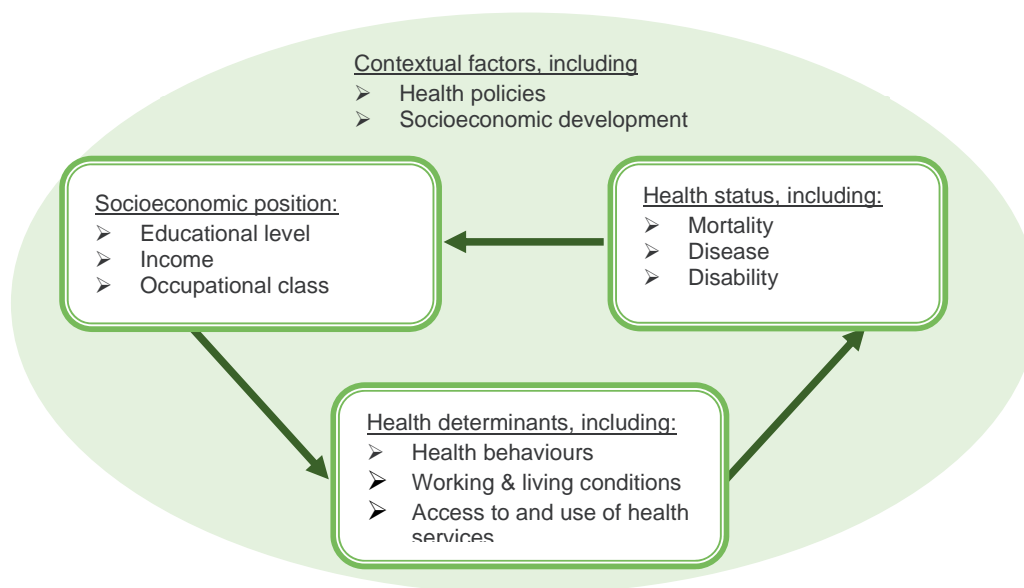 Contextual factors, including
➢ Health policies
➢ Socioeconomic development
Socioeconomic position:
➢ Educational level
➢ Income
➢ Occupational class
Health status, including:
➢ Mortality
➢ Disease
➢ Disability
Health determinants, including:
➢ Health behaviours
➢ Working & living conditions
➢ Access to and use of health
services